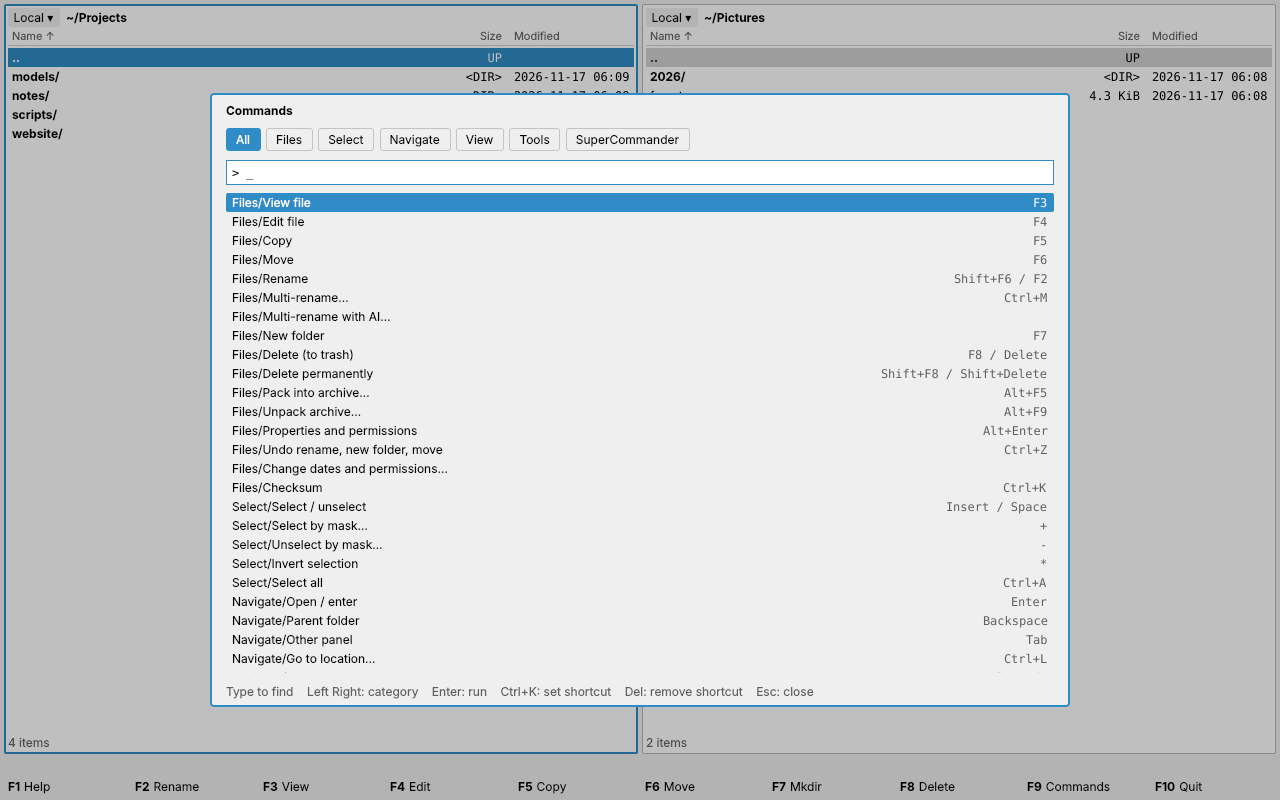 Local ▾ ~/Projects
Name ↑ Size Modified
.. UP
models/ <DIR> 2026-11-17 06:09
notes/
scripts/
website/
4 items
Local ▾ ~/Pictures
Name ↑ Size Modified
.. UP
2026/ <DIR> 2026-11-17 06:08
4.3 KiB 2026-11-17 06:08
2 items
Commands
All Files Select Navigate View Tools SuperCommander
> _
Files/View file F3
Files/Edit file F4
Files/Copy F5
Files/Move F6
Files/Rename Shift+F6 / F2
Files/Multi-rename... Ctrl+M
Files/Multi-rename with AI...
Files/New folder F7
Files/Delete (to trash) F8 / Delete
Files/Delete permanently Shift+F8 / Shift+Delete
Files/Pack into archive... Alt+F5
Files/Unpack archive... Alt+F9
Files/Properties and permissions Alt+Enter
Files/Undo rename, new folder, move Ctrl+Z
Files/Change dates and permissions...
Files/Checksum Ctrl+K
Select/Select / unselect Insert / Space
Select/Select by mask... +
Select/Unselect by mask... -
Select/Invert selection *
Select/Select all Ctrl+A
Navigate/Open / enter Enter
Navigate/Parent folder Backspace
Navigate/Other panel Tab
Navigate/Go to location... Ctrl+L
Type to find Left Right: category Enter: run Ctrl+K: set shortcut Del: remove shortcut Esc: close
F1 Help F2 Rename F3 View F4 Edit F5 Copy F6 Move F7 Mkdir F8 Delete F9 Commands F10 Quit